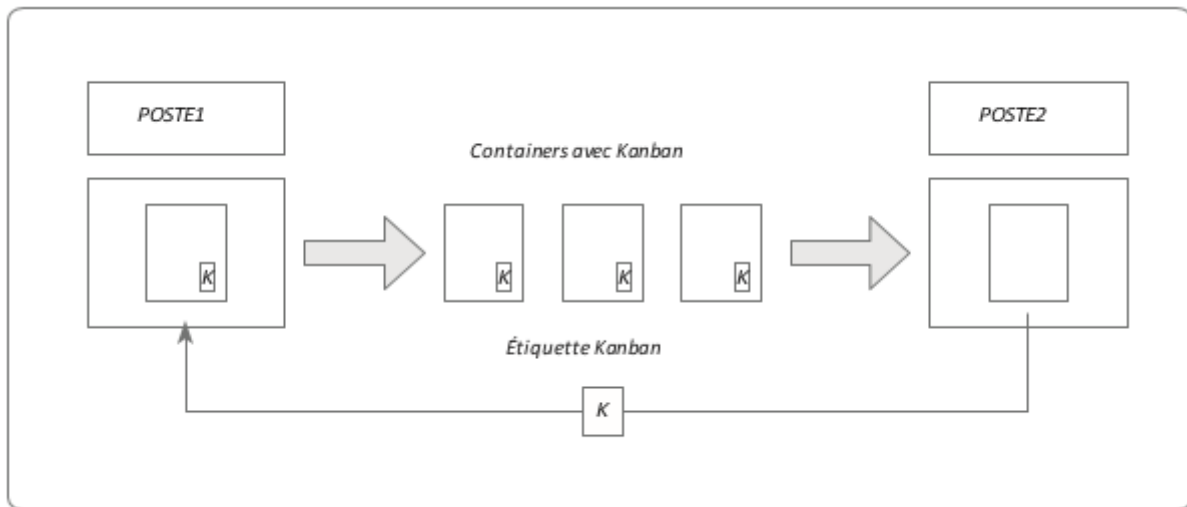 POSTE1
POSTE2
Containers avec Kanban
K
K
K
K
Étiquette Kanban
K